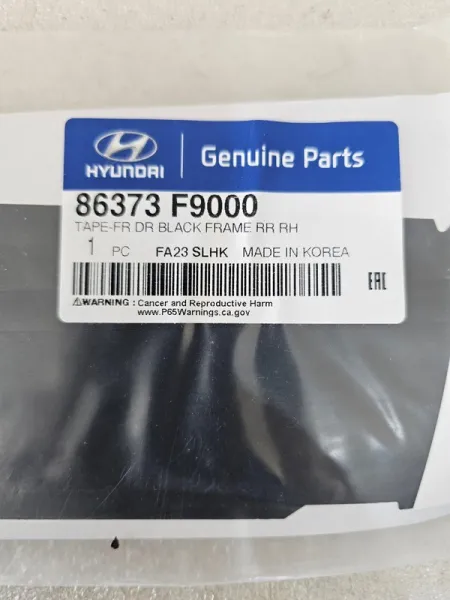 HYUNDAI
Genuine Parts
86373 F9000
TAPE-FR DR BLACK FRAME RR RH
1 PC FA23 SLHK MADE IN KOREA
EAC
⚠WARNING : Cancer and Reproductive Harm
www.P65Warnings.ca.gov